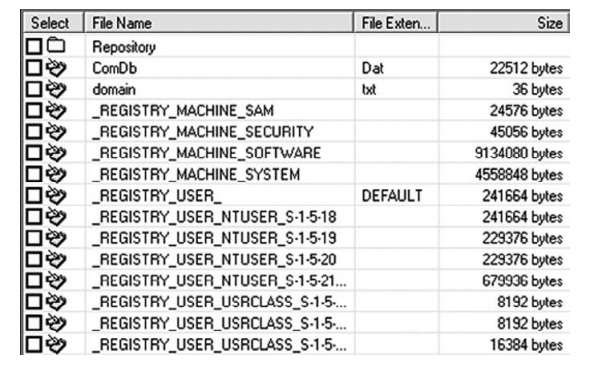 Select File Name File Exten... Size
Repository
ComDb Dat 22512 bytes
domain txt 36 bytes
_REGISTRY_MACHINE_SAM 24576 bytes
_REGISTRY_MACHINE_SECURITY 45056 bytes
_REGISTRY_MACHINE_SOFTWARE 9134080 bytes
_REGISTRY_MACHINE_SYSTEM 4558848 bytes
_REGISTRY_USER_ DEFAULT 241664 bytes
_REGISTRY_USER_NTUSER_S-1-5-18 241664 bytes
_REGISTRY_USER_NTUSER_S-1-5-19 229376 bytes
_REGISTRY_USER_NTUSER_S-1-5-20 229376 bytes
_REGISTRY_USER_NTUSER_S-1-5-21... 679936 bytes
_REGISTRY_USER_USRCLASS_S-1-5-... 8192 bytes
_REGISTRY_USER_USRCLASS_S-1-5-... 8192 bytes
_REGISTRY_USER_USRCLASS_S-1-5-... 16384 bytes